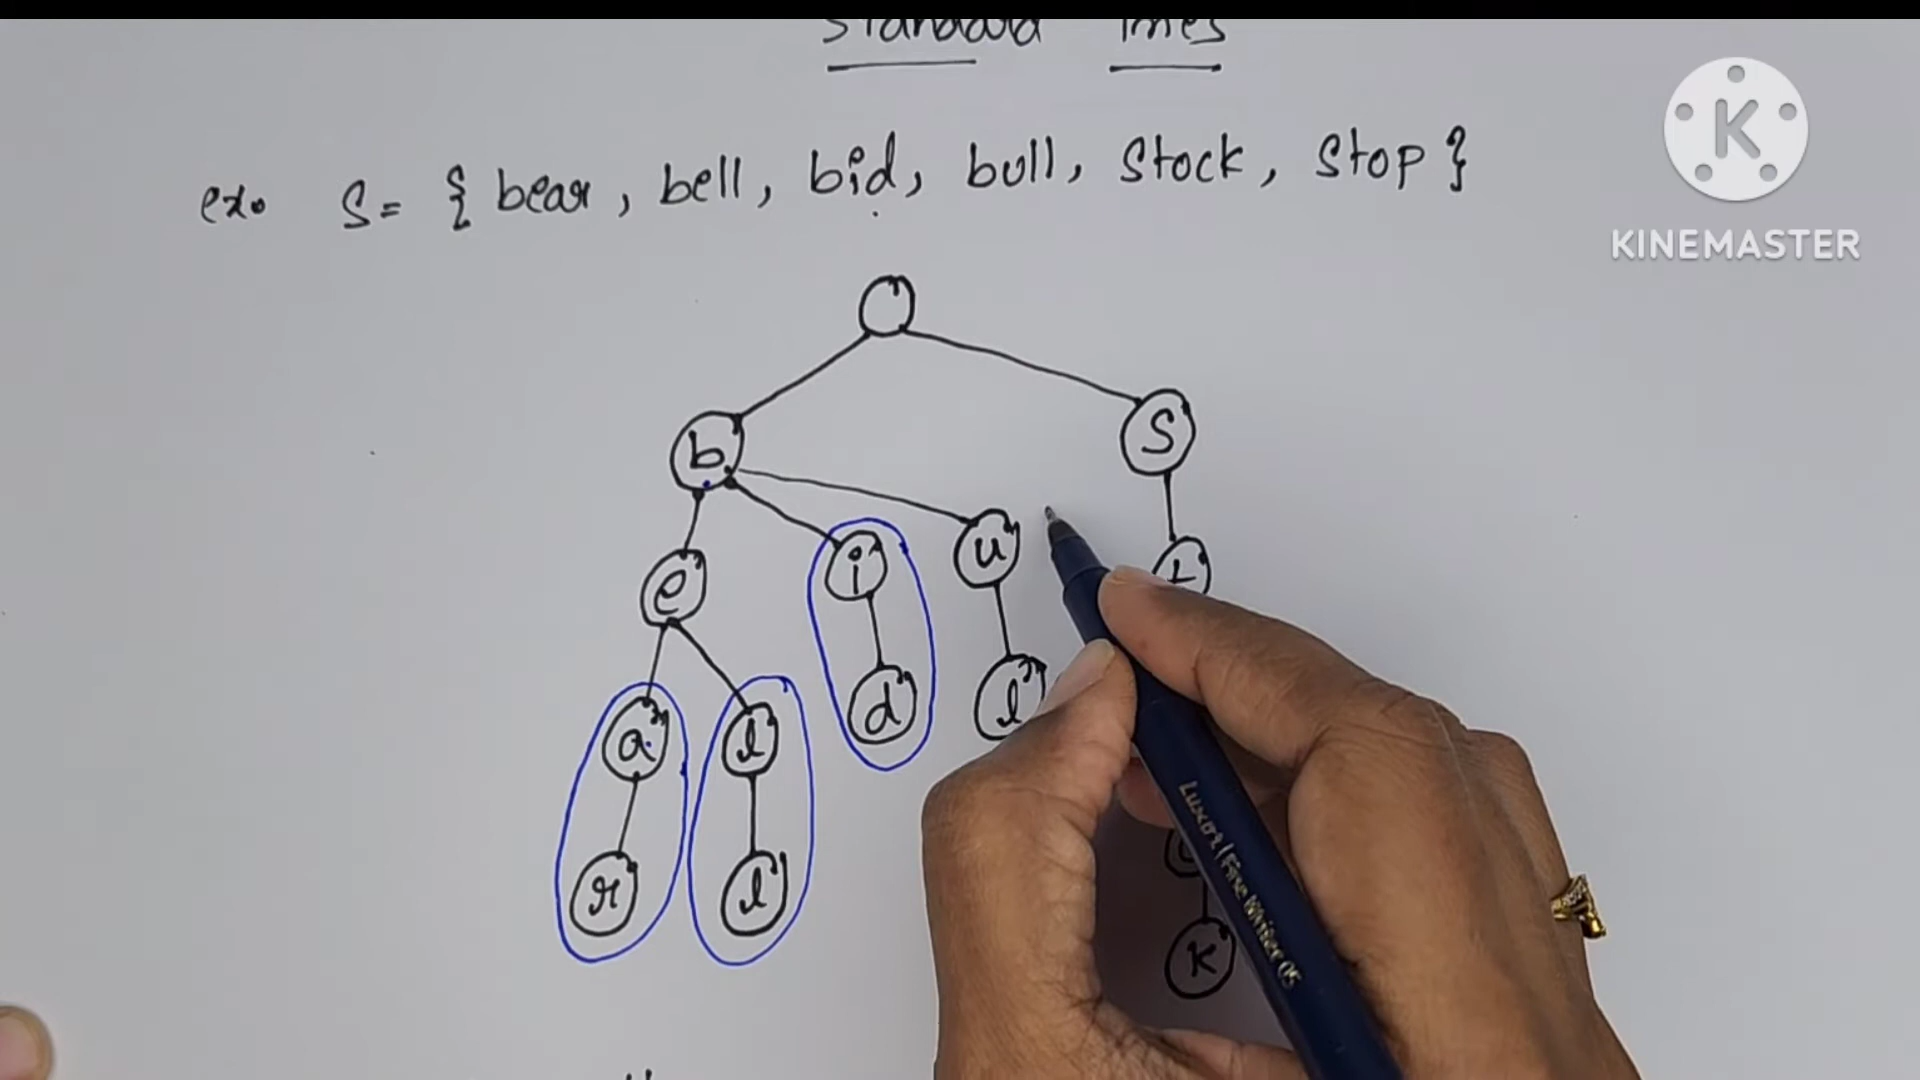 Standard Tries
ex. S = { bear, bell, bid, bull, Stock, Stop }
K
KINEMASTER
b S
e i u t
a l d l
r l
k
Luxor / Fine Writer 05